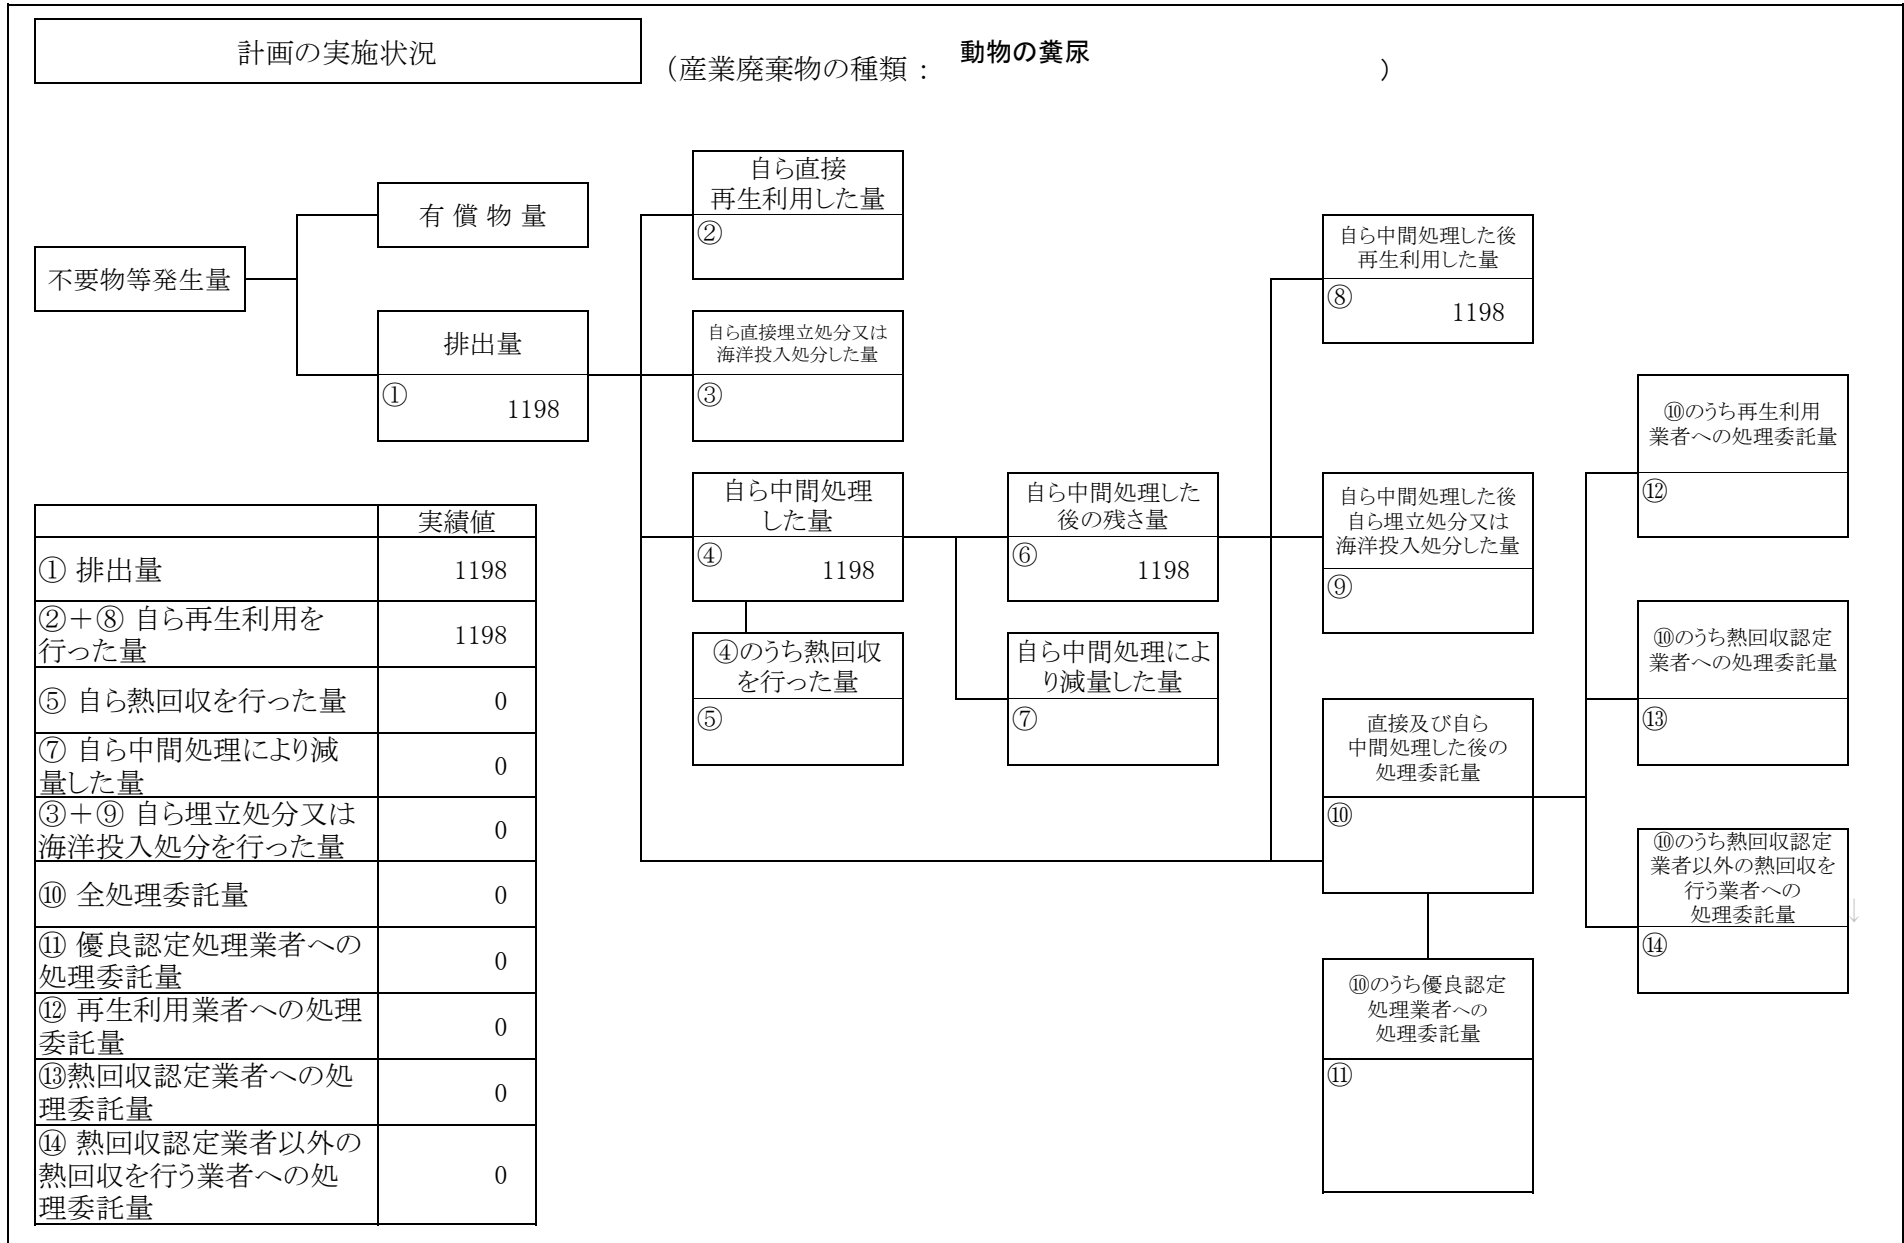 計画の実施状況
（産業廃棄物の種類：
動物の糞尿
）
自ら直接
再生利用した量
②
有 償 物 量
不要物等発生量
排出量
①
1198
自ら直接埋立処分又は
海洋投入処分した量
③
自ら中間処理した後
再生利用した量
⑧
1198
自ら中間処理
した量
④
1198
自ら中間処理した
後の残さ量
⑥
1198
自ら中間処理した後
自ら埋立処分又は
海洋投入処分した量
⑨
⑩のうち再生利用
業者への処理委託量
⑫
④のうち熱回収
を行った量
⑤
自ら中間処理によ
り減量した量
⑦
直接及び自ら
中間処理した後の
処理委託量
⑩
⑩のうち熱回収認定
業者への処理委託量
⑬
⑩のうち熱回収認定
業者以外の熱回収を
行う業者への
処理委託量
↓
⑭
⑩のうち優良認定
処理業者への
処理委託量
⑪
実績値
① 排出量
1198
②＋⑧ 自ら再生利用を
行った量
1198
⑤ 自ら熱回収を行った量
0
⑦ 自ら中間処理により減
量した量
0
③＋⑨ 自ら埋立処分又は
海洋投入処分を行った量
0
⑩ 全処理委託量
0
⑪ 優良認定処理業者への
処理委託量
0
⑫ 再生利用業者への処理
委託量
0
⑬熱回収認定業者への処
理委託量
0
⑭ 熱回収認定業者以外の
熱回収を行う業者への処
理委託量
0